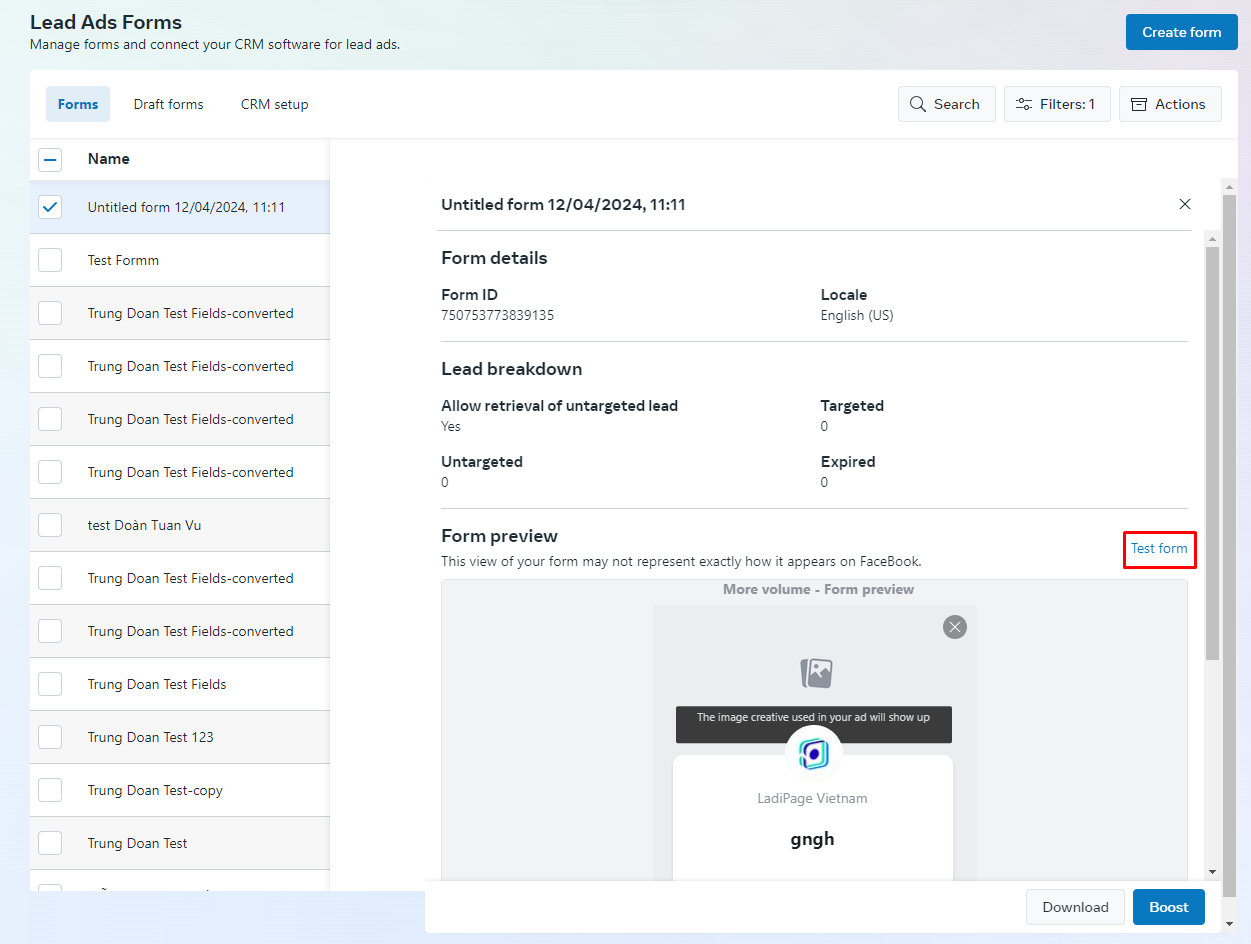 Lead Ads Forms
Manage forms and connect your CRM software for lead ads.
Create form
Forms
Draft forms
CRM setup
Search
Filters: 1
Actions
Name
Untitled form 12/04/2024, 11:11
Test Formm
Trung Doan Test Fields-converted
Trung Doan Test Fields-converted
Trung Doan Test Fields-converted
Trung Doan Test Fields-converted
test Doàn Tuan Vu
Trung Doan Test Fields-converted
Trung Doan Test Fields-converted
Trung Doan Test Fields
Trung Doan Test 123
Trung Doan Test-copy
Trung Doan Test
Untitled form 12/04/2024, 11:11
Form details
Form ID
750753773839135
Locale
English (US)
Lead breakdown
Allow retrieval of untargeted lead
Yes
Targeted
0
Untargeted
0
Expired
0
Form preview
This view of your form may not represent exactly how it appears on FaceBook.
Test form
More volume - Form preview
The image creative used in your ad will show up
LadiPage Vietnam
gngh
Download
Boost